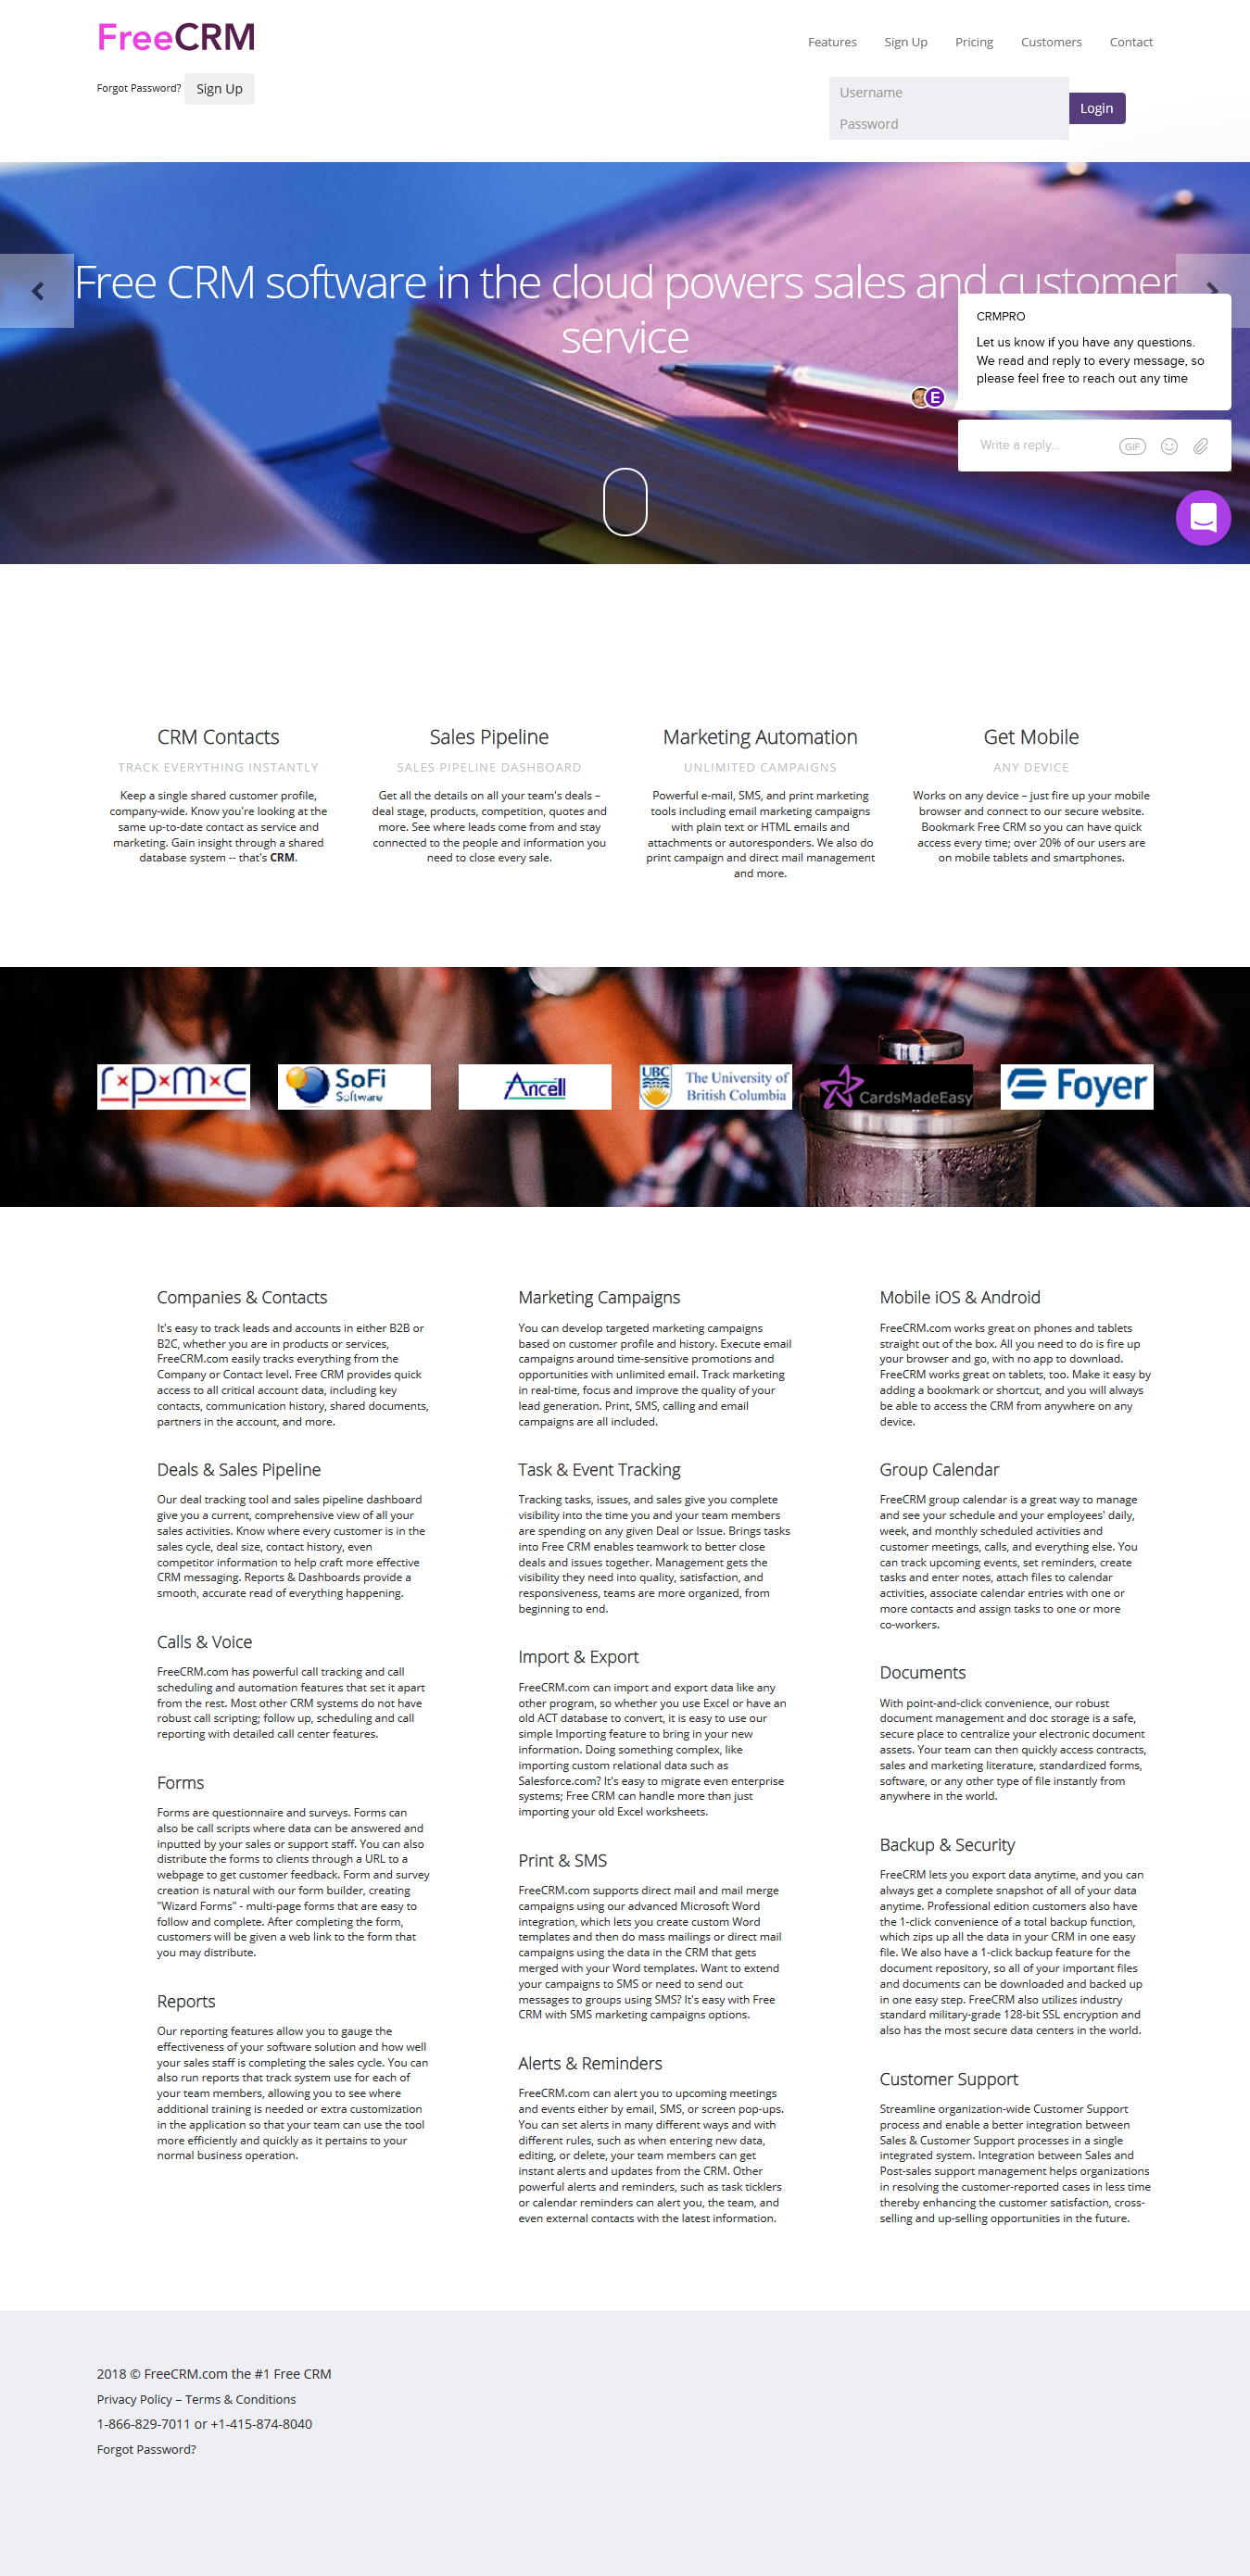 FreeCRM
Features Sign Up Pricing Customers Contact
Forgot Password? Sign Up
Username
Password
Login
Free CRM software in the cloud powers sales and customer
service
CRMPRO
Let us know if you have any questions.
We read and reply to every message, so
please feel free to reach out any time
E
Write a reply...
GIF
CRM Contacts
TRACK EVERYTHING INSTANTLY
Keep a single shared customer profile,
company-wide. Know you're looking at the
same up-to-date contact as service and
marketing. Gain insight through a shared
database system -- that's CRM.
Sales Pipeline
SALES PIPELINE DASHBOARD
Get all the details on all your team's deals –
deal stage, products, competition, quotes and
more. See where leads come from and stay
connected to the people and information you
need to close every sale.
Marketing Automation
UNLIMITED CAMPAIGNS
Powerful e-mail, SMS, and print marketing
tools including email marketing campaigns
with plain text or HTML emails and
attachments or autoresponders. We also do
print campaign and direct mail management
and more.
Get Mobile
ANY DEVICE
Works on any device – just fire up your mobile
browser and connect to our secure website.
Bookmark Free CRM so you can have quick
access every time; over 20% of our users are
on mobile tablets and smartphones.
r×p×m×c
SoFi
Software
Ancell
UBC
The University of
British Columbia
CardsMadeEasy
Foyer
Companies & Contacts
It's easy to track leads and accounts in either B2B or
B2C, whether you are in products or services,
FreeCRM.com easily tracks everything from the
Company or Contact level. Free CRM provides quick
access to all critical account data, including key
contacts, communication history, shared documents,
partners in the account, and more.
Deals & Sales Pipeline
Our deal tracking tool and sales pipeline dashboard
give you a current, comprehensive view of all your
sales activities. Know where every customer is in the
sales cycle, deal size, contact history, even
competitor information to help craft more effective
CRM messaging. Reports & Dashboards provide a
smooth, accurate read of everything happening.
Calls & Voice
FreeCRM.com has powerful call tracking and call
scheduling and automation features that set it apart
from the rest. Most other CRM systems do not have
robust call scripting; follow up, scheduling and call
reporting with detailed call center features.
Forms
Forms are questionnaire and surveys. Forms can
also be call scripts where data can be answered and
inputted by your sales or support staff. You can also
distribute the forms to clients through a URL to a
webpage to get customer feedback. Form and survey
creation is natural with our form builder, creating
"Wizard Forms" - multi-page forms that are easy to
follow and complete. After completing the form,
customers will be given a web link to the form that
you may distribute.
Reports
Our reporting features allow you to gauge the
effectiveness of your software solution and how well
your sales staff is completing the sales cycle. You can
also run reports that track system use for each of
your team members, allowing you to see where
additional training is needed or extra customization
in the application so that your team can use the tool
more efficiently and quickly as it pertains to your
normal business operation.
Marketing Campaigns
You can develop targeted marketing campaigns
based on customer profile and history. Execute email
campaigns around time-sensitive promotions and
opportunities with unlimited email. Track marketing
in real-time, focus and improve the quality of your
lead generation. Print, SMS, calling and email
campaigns are all included.
Task & Event Tracking
Tracking tasks, issues, and sales give you complete
visibility into the time you and your team members
are spending on any given Deal or Issue. Brings tasks
into Free CRM enables teamwork to better close
deals and issues together. Management gets the
visibility they need into quality, satisfaction, and
responsiveness, teams are more organized, from
beginning to end.
Import & Export
FreeCRM.com can import and export data like any
other program, so whether you use Excel or have an
old ACT database to convert, it is easy to use our
simple Importing feature to bring in your new
information. Doing something complex, like
importing custom relational data such as
Salesforce.com? It's easy to migrate even enterprise
systems; Free CRM can handle more than just
importing your old Excel worksheets.
Print & SMS
FreeCRM.com supports direct mail and mail merge
campaigns using our advanced Microsoft Word
integration, which lets you create custom Word
templates and then do mass mailings or direct mail
campaigns using the data in the CRM that gets
merged with your Word templates. Want to extend
your campaigns to SMS or need to send out
messages to groups using SMS? It's easy with Free
CRM with SMS marketing campaigns options.
Alerts & Reminders
FreeCRM.com can alert you to upcoming meetings
and events either by email, SMS, or screen pop-ups.
You can set alerts in many different ways and with
different rules, such as when entering new data,
editing, or delete, your team members can get
instant alerts and updates from the CRM. Other
powerful alerts and reminders, such as task ticklers
or calendar reminders can alert you, the team, and
even external contacts with the latest information.
Mobile iOS & Android
FreeCRM.com works great on phones and tablets
straight out of the box. All you need to do is fire up
your browser and go, with no app to download.
FreeCRM works great on tablets, too. Make it easy by
adding a bookmark or shortcut, and you will always
be able to access the CRM from anywhere on any
device.
Group Calendar
FreeCRM group calendar is a great way to manage
and see your schedule and your employees' daily,
week, and monthly scheduled activities and
customer meetings, calls, and everything else. You
can track upcoming events, set reminders, create
tasks and enter notes, attach files to calendar
activities, associate calendar entries with one or
more contacts and assign tasks to one or more
co-workers.
Documents
With point-and-click convenience, our robust
document management and doc storage is a safe,
secure place to centralize your electronic document
assets. Your team can then quickly access contracts,
sales and marketing literature, standardized forms,
software, or any other type of file instantly from
anywhere in the world.
Backup & Security
FreeCRM lets you export data anytime, and you can
always get a complete snapshot of all of your data
anytime. Professional edition customers also have
the 1-click convenience of a total backup function,
which zips up all the data in your CRM in one easy
file. We also have a 1-click backup feature for the
document repository, so all of your important files
and documents can be downloaded and backed up
in one easy step. FreeCRM also utilizes industry
standard military-grade 128-bit SSL encryption and
also has the most secure data centers in the world.
Customer Support
Streamline organization-wide Customer Support
process and enable a better integration between
Sales & Customer Support processes in a single
integrated system. Integration between Sales and
Post-sales support management helps organizations
in resolving the customer-reported cases in less time
thereby enhancing the customer satisfaction, cross-
selling and up-selling opportunities in the future.
2018 © FreeCRM.com the #1 Free CRM
Privacy Policy – Terms & Conditions
1-866-829-7011 or +1-415-874-8040
Forgot Password?